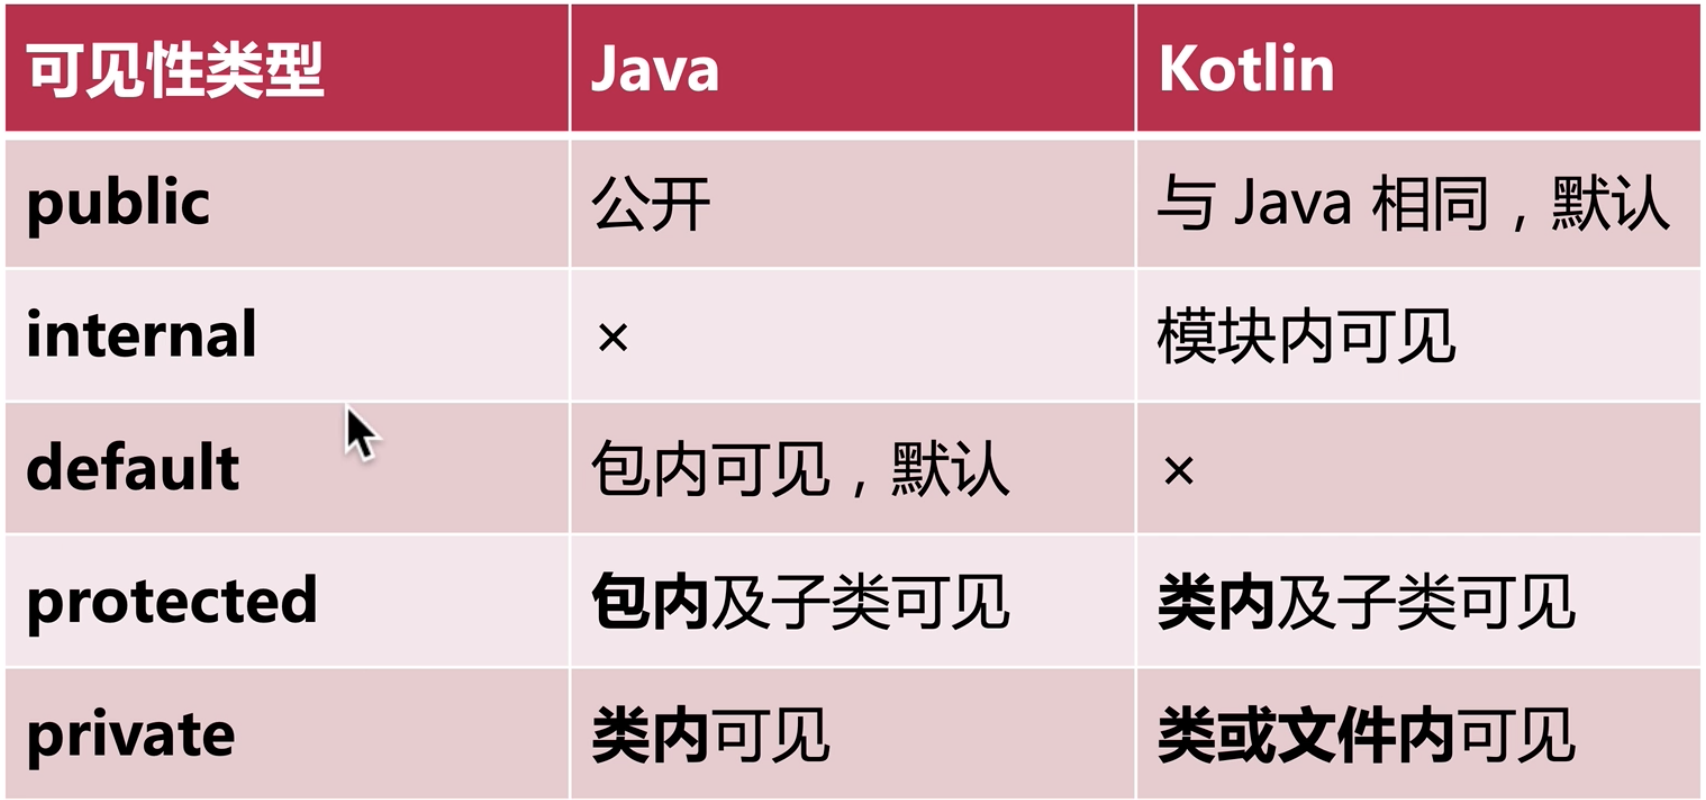 可见性类型 Java Kotlin
public 公开 与 Java 相同，默认
internal × 模块内可见
default 包内可见，默认 ×
protected 包内及子类可见 类内及子类可见
private 类内可见 类或文件内可见